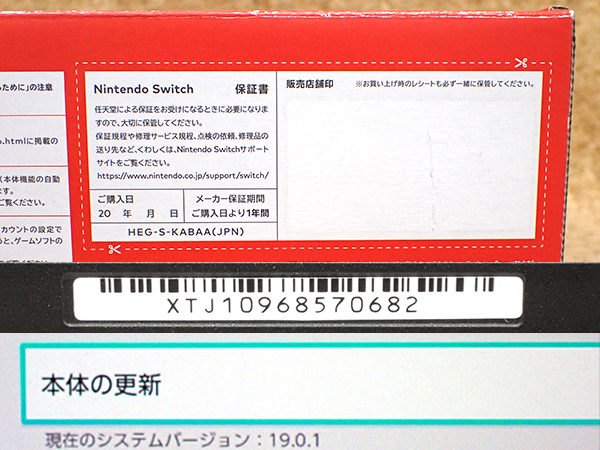 るために」の注意
Nintendo Switch 保証書
販売店舗印 ※お買い上げ時のレシートも必ず一緒に保管してください。
任天堂による保証をお受けになるときに必要になりま
すので、大切に保管してください。
保証規程や修理サービス規程、点検の依頼、修理品の
送り先など、くわしくは、Nintendo Switchサポート
サイトをご覧ください。
https://www.nintendo.co.jp/support/switch/
o.htmlに掲載の
(本体機能の自動
ます。
ご覧ください。
カウントの設定で
うと、ゲームソフトの
ご購入日 メーカー保証期間
20 年 月 日 ご購入日より1年間
HEG-S-KABAA(JPN)
XTJ10968570682
本体の更新
現在のシステムバージョン：19.0.1